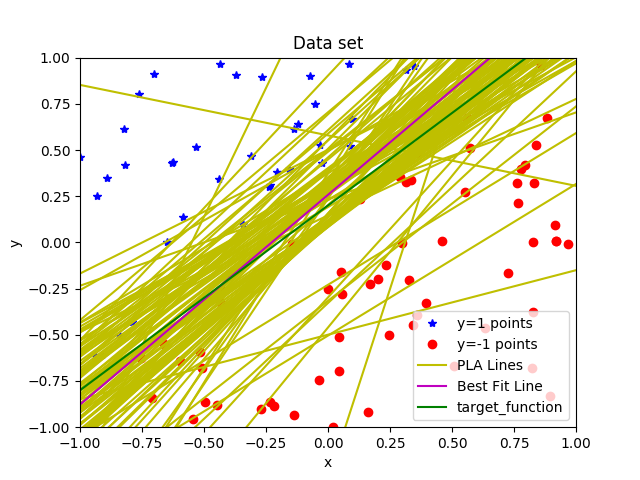 Data set
1.00
0.75
0.50
0.25
0.00
−0.25
−0.50
−0.75
−1.00
y
y=1 points
y=-1 points
PLA Lines
Best Fit Line
target_function
−1.00 −0.75 −0.50 −0.25 0.00 0.25 0.50 0.75 1.00
x